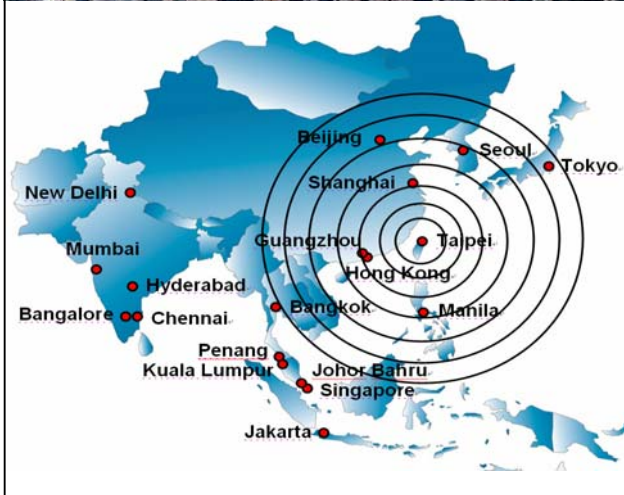 Beijing
Seoul
Tokyo
Shanghai
New Delhi
Guangzhou
Taipei
Mumbai
Hong Kong
Hyderabad
Bangkok
Manila
Bangalore
Chennai
Penang
Kuala Lumpur
Johor Bahru
Singapore
Jakarta